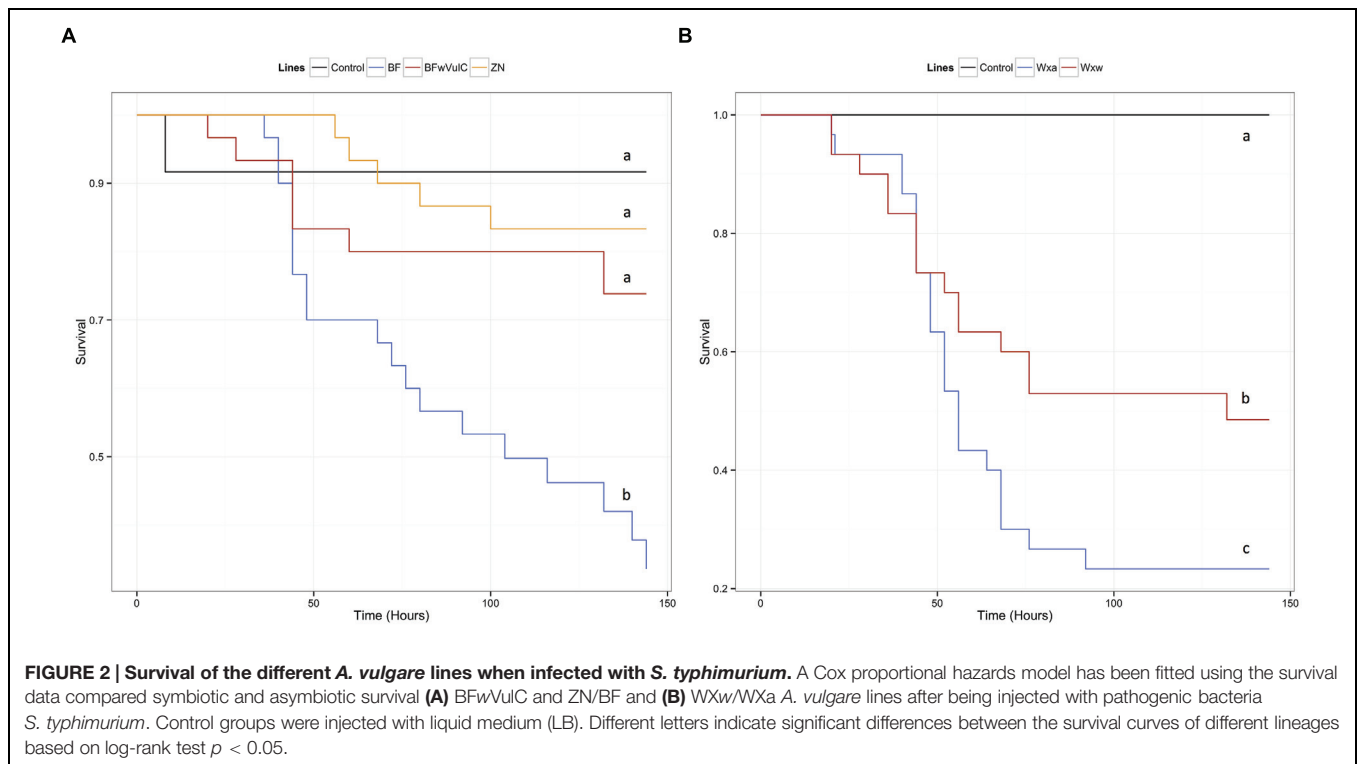 A
Lines Control BF BFwVulC ZN
0.9
0.7
0.5
Survival
0
50
100
150
Time (Hours)
a
a
a
b
B
Lines Control Wxa Wxw
1.0
0.8
0.6
0.4
0.2
Survival
0
50
100
150
Time (Hours)
a
b
c
FIGURE 2 | Survival of the different A. vulgare lines when infected with S. typhimurium. A Cox proportional hazards model has been fitted using the survival
data compared symbiotic and asymbiotic survival (A) BFwVulC and ZN/BF and (B) WXw/WXa A. vulgare lines after being injected with pathogenic bacteria
S. typhimurium. Control groups were injected with liquid medium (LB). Different letters indicate significant differences between the survival curves of different lineages
based on log-rank test p < 0.05.